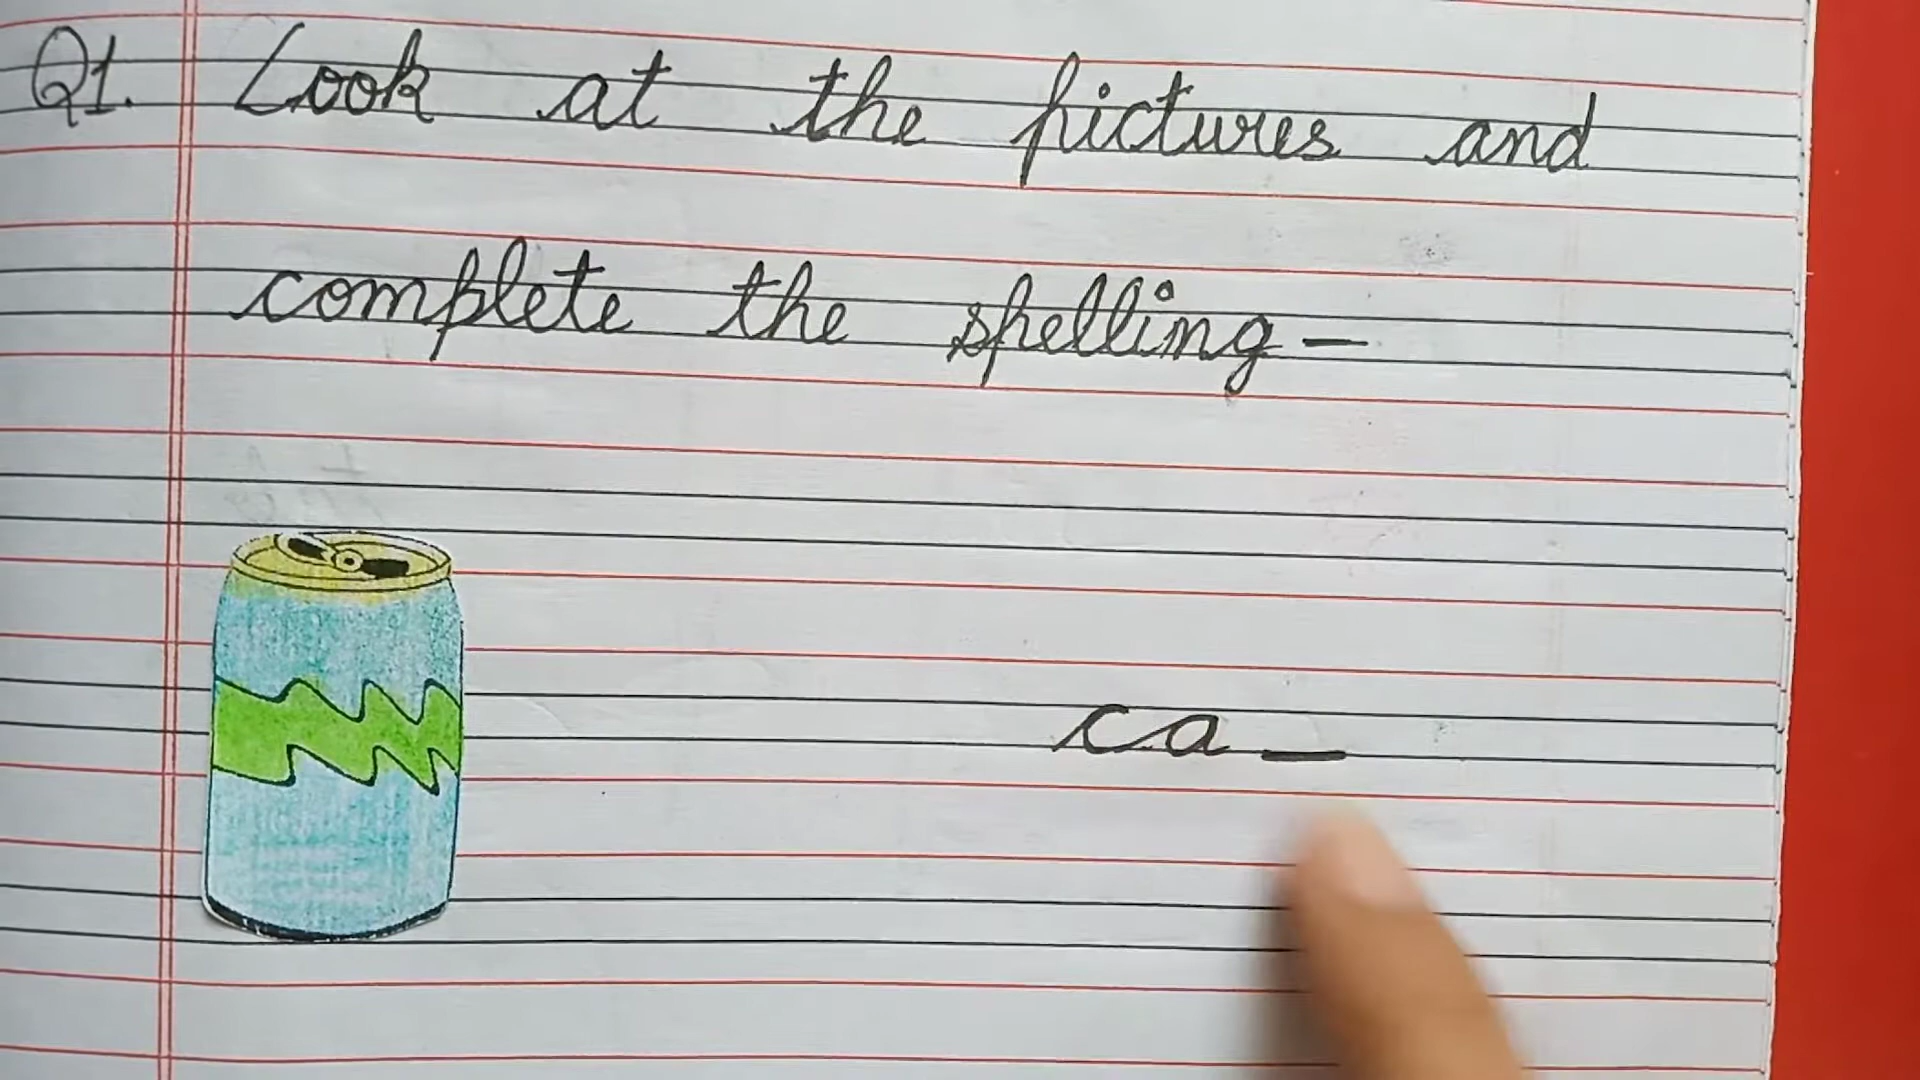 Q1. Look at the pictures and
complete the spelling -
ca _